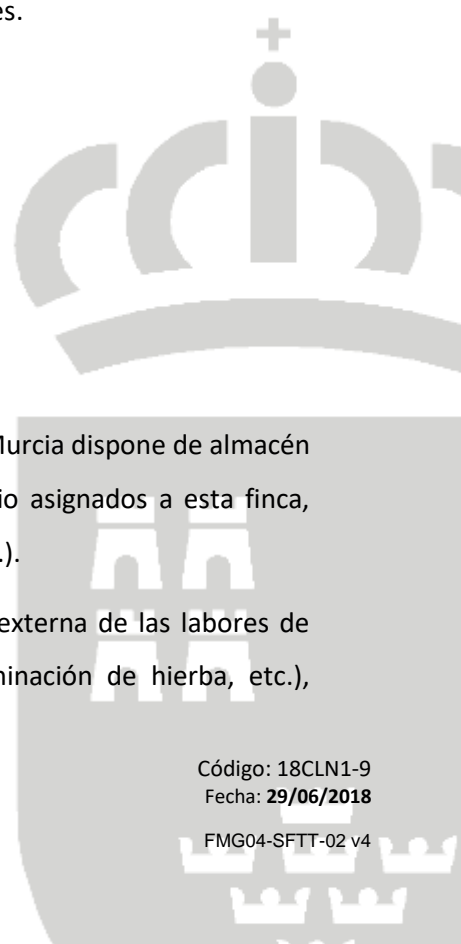 es.
Murcia dispone de almacén
io asignados a esta finca,
.).
externa de las labores de
minación de hierba, etc.),
Código: 18CLN1-9
Fecha: 29/06/2018
FMG04-SFTT-02 v4